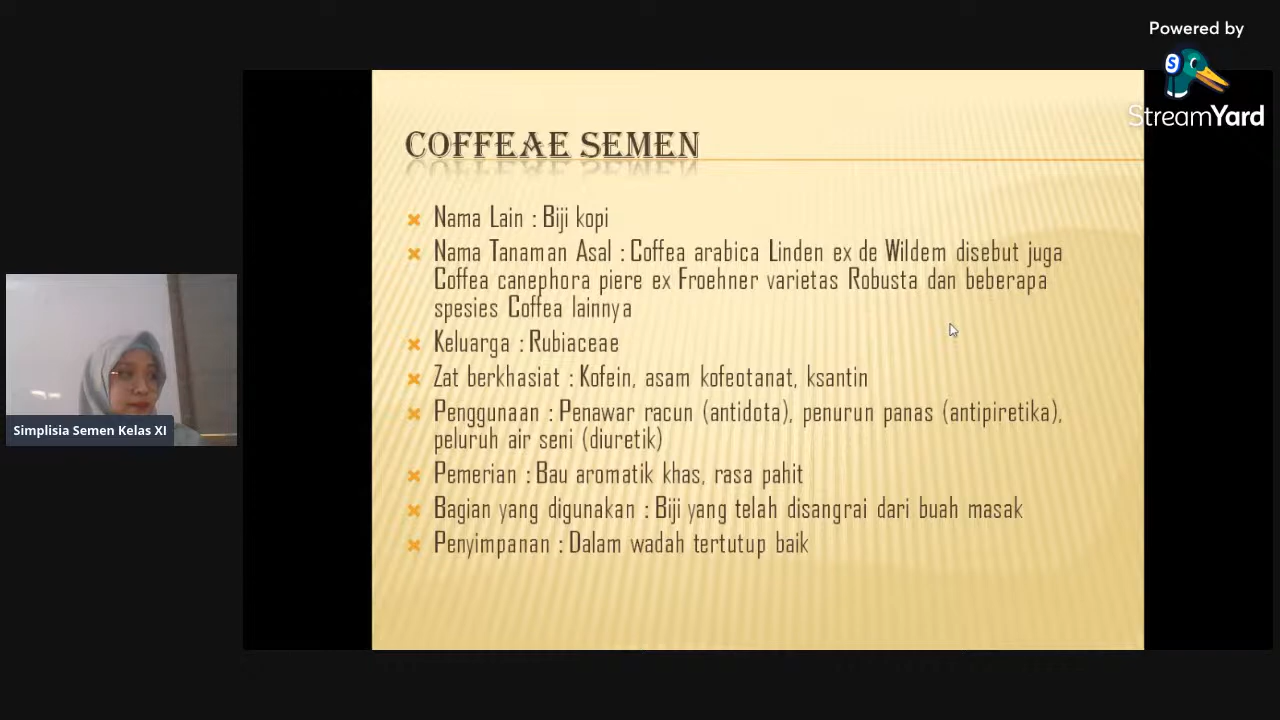 Powered by
StreamYard
COFFEAE SEMEN
Nama Lain : Biji kopi
Nama Tanaman Asal : Coffea arabica Linden ex de Wildem disebut juga
Coffea canephora piere ex Froehner varietas Robusta dan beberapa
spesies Coffea lainnya
Keluarga : Rubiaceae
Zat berkhasiat : Kofein, asam kofeotanat, ksantin
Penggunaan : Penawar racun (antidota), penurun panas (antipiretika),
peluruh air seni (diuretik)
Pemerian : Bau aromatik khas, rasa pahit
Bagian yang digunakan : Biji yang telah disangrai dari buah masak
Penyimpanan : Dalam wadah tertutup baik
Simplisia Semen Kelas XI